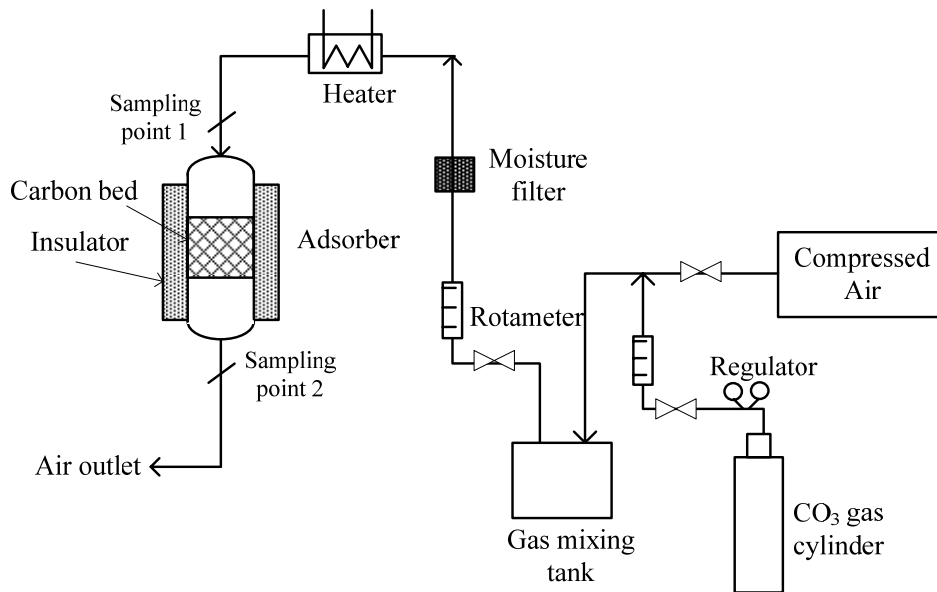 Heater
Sampling
point 1
Moisture
filter
Carbon bed
Insulator
Adsorber
Compressed
Air
Rotameter
Regulator
Sampling
point 2
Air outlet
CO₃ gas
cylinder
Gas mixing
tank